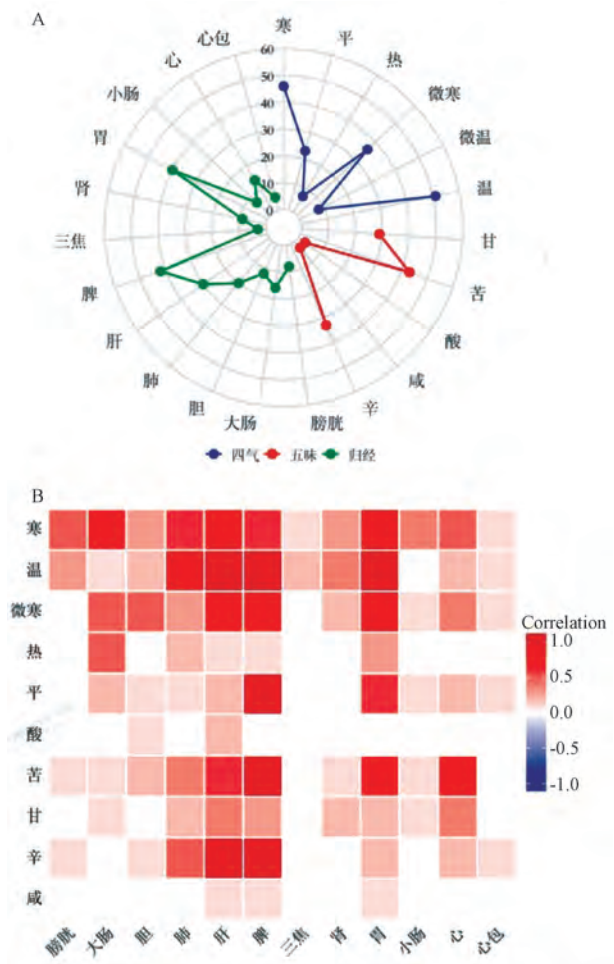 A
寒
平
热
微寒
微温
温
甘
苦
酸
咸
辛
膀胱
大肠
胆
肺
肝
脾
三焦
肾
胃
小肠
心
心包
60
50
40
30
20
10
0
四气 五味 归经
B
寒
温
微寒
热
平
酸
苦
甘
辛
咸
膀胱 大肠 胆 肺 肝 脾 三焦 肾 胃 小肠 心 心包
Correlation
1.0
0.5
0.0
-0.5
-1.0